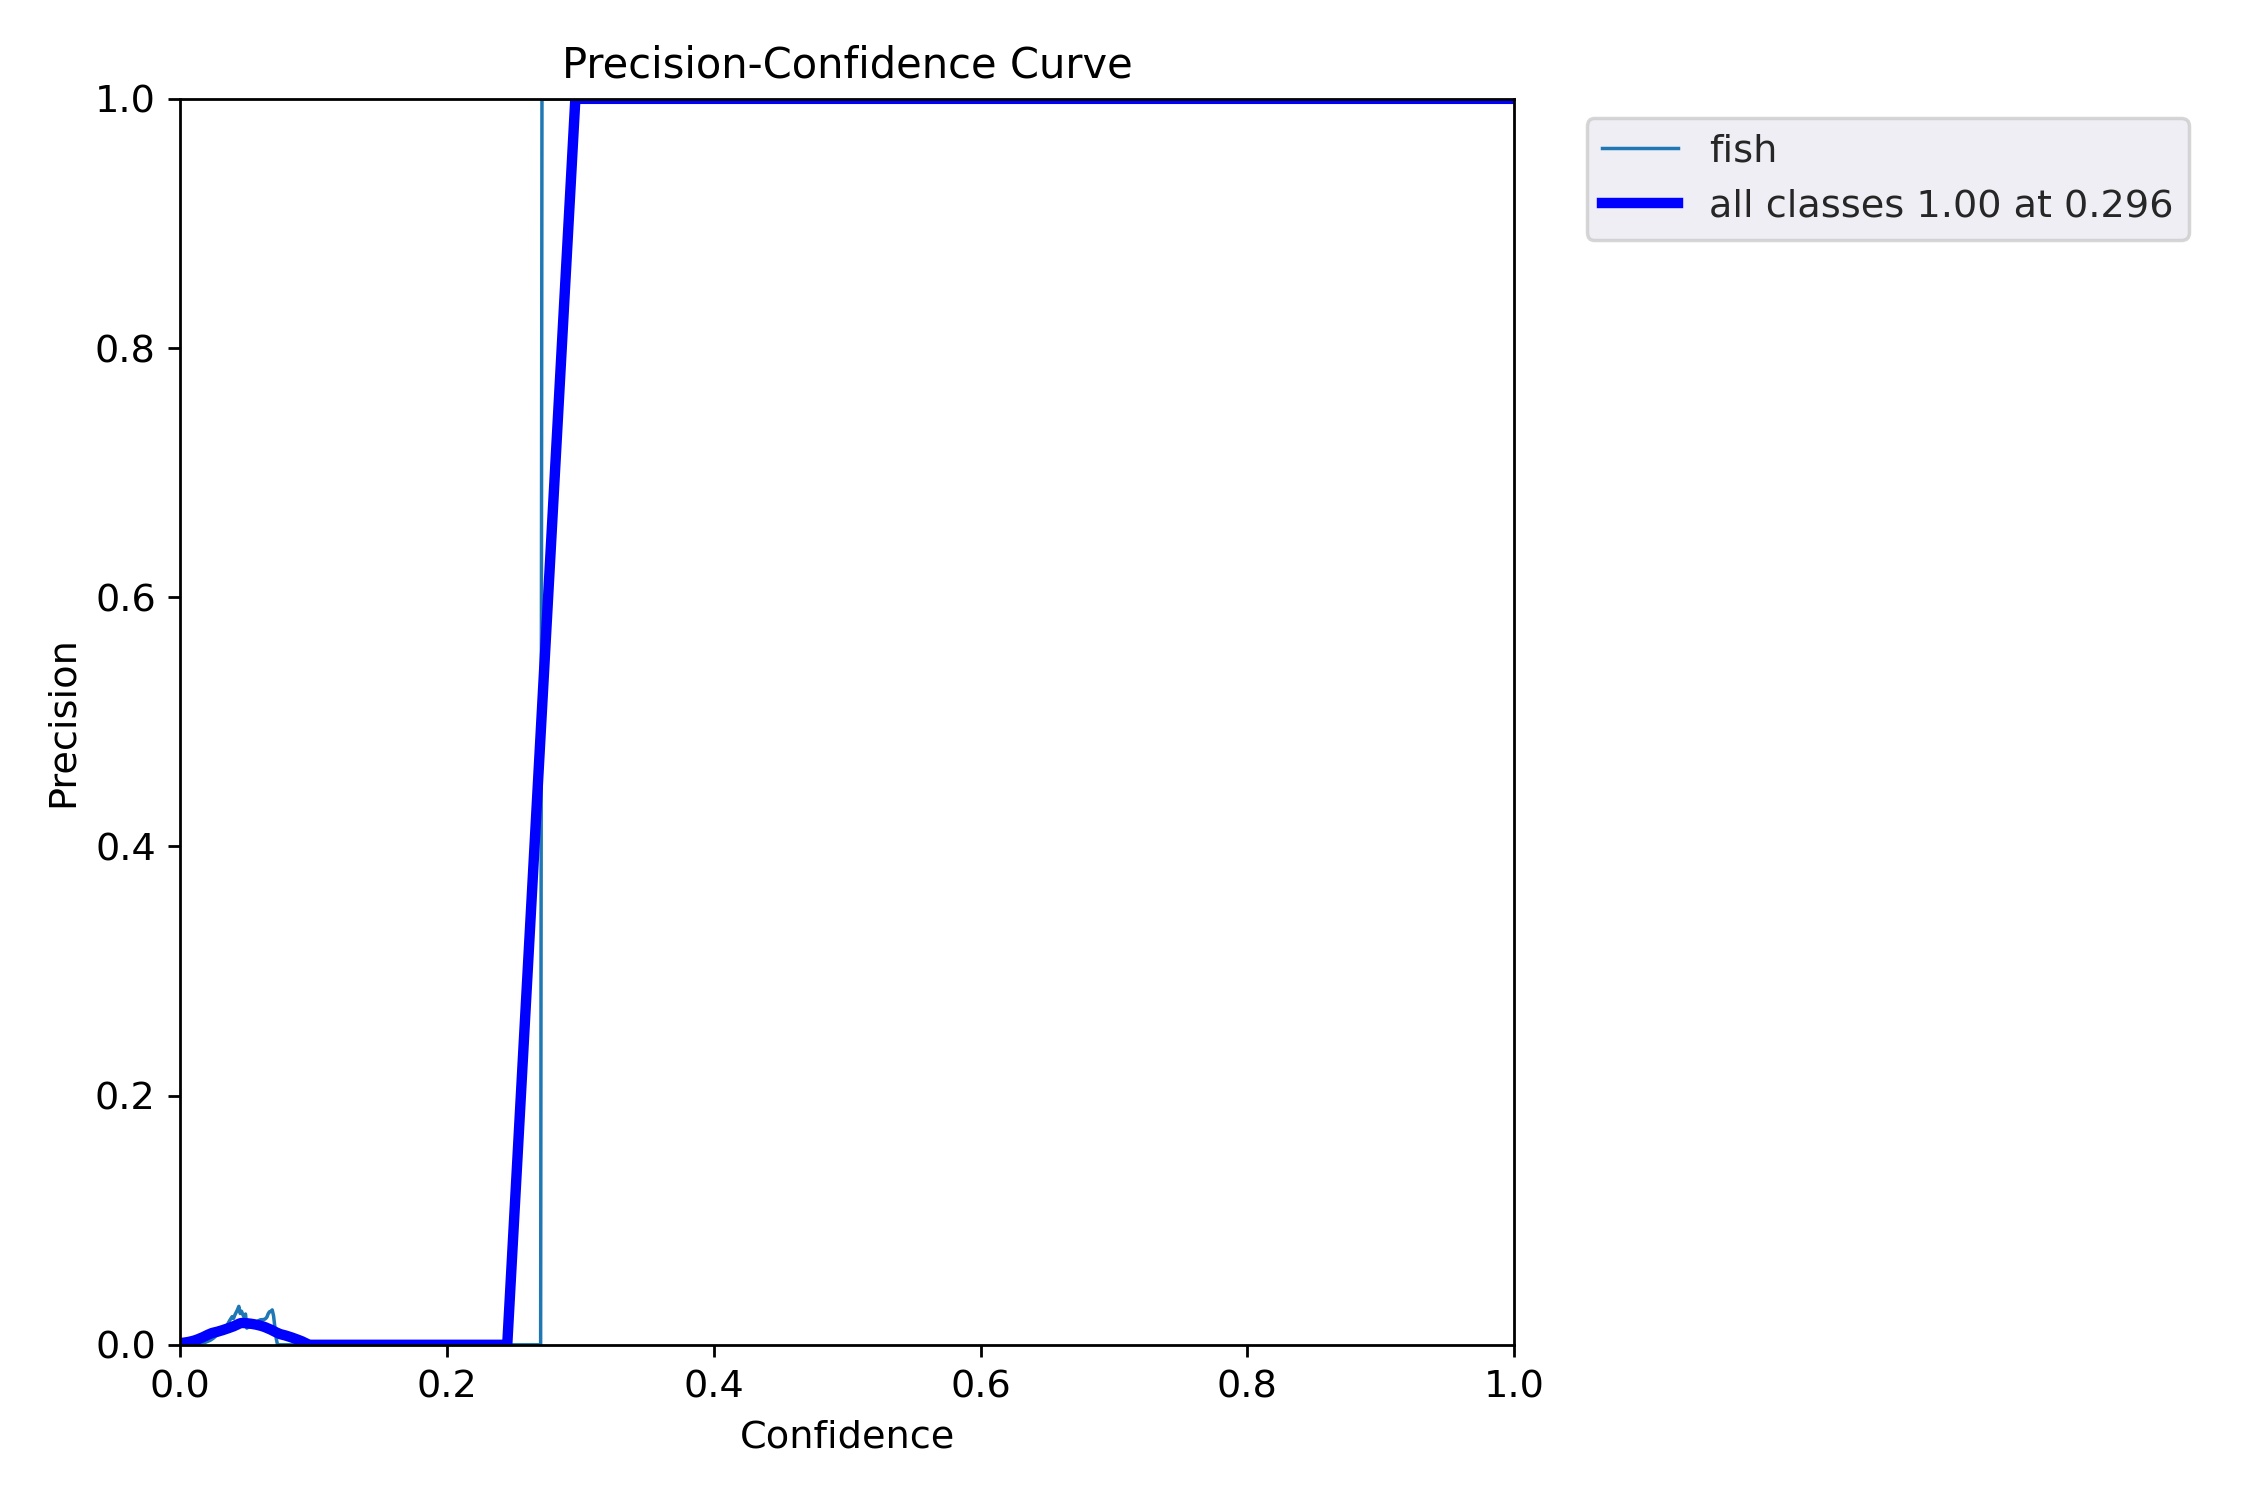 Precision-Confidence Curve
1.0
0.8
0.6
0.4
0.2
0.0
Precision
0.0 0.2 0.4 0.6 0.8 1.0
Confidence
fish
all classes 1.00 at 0.296